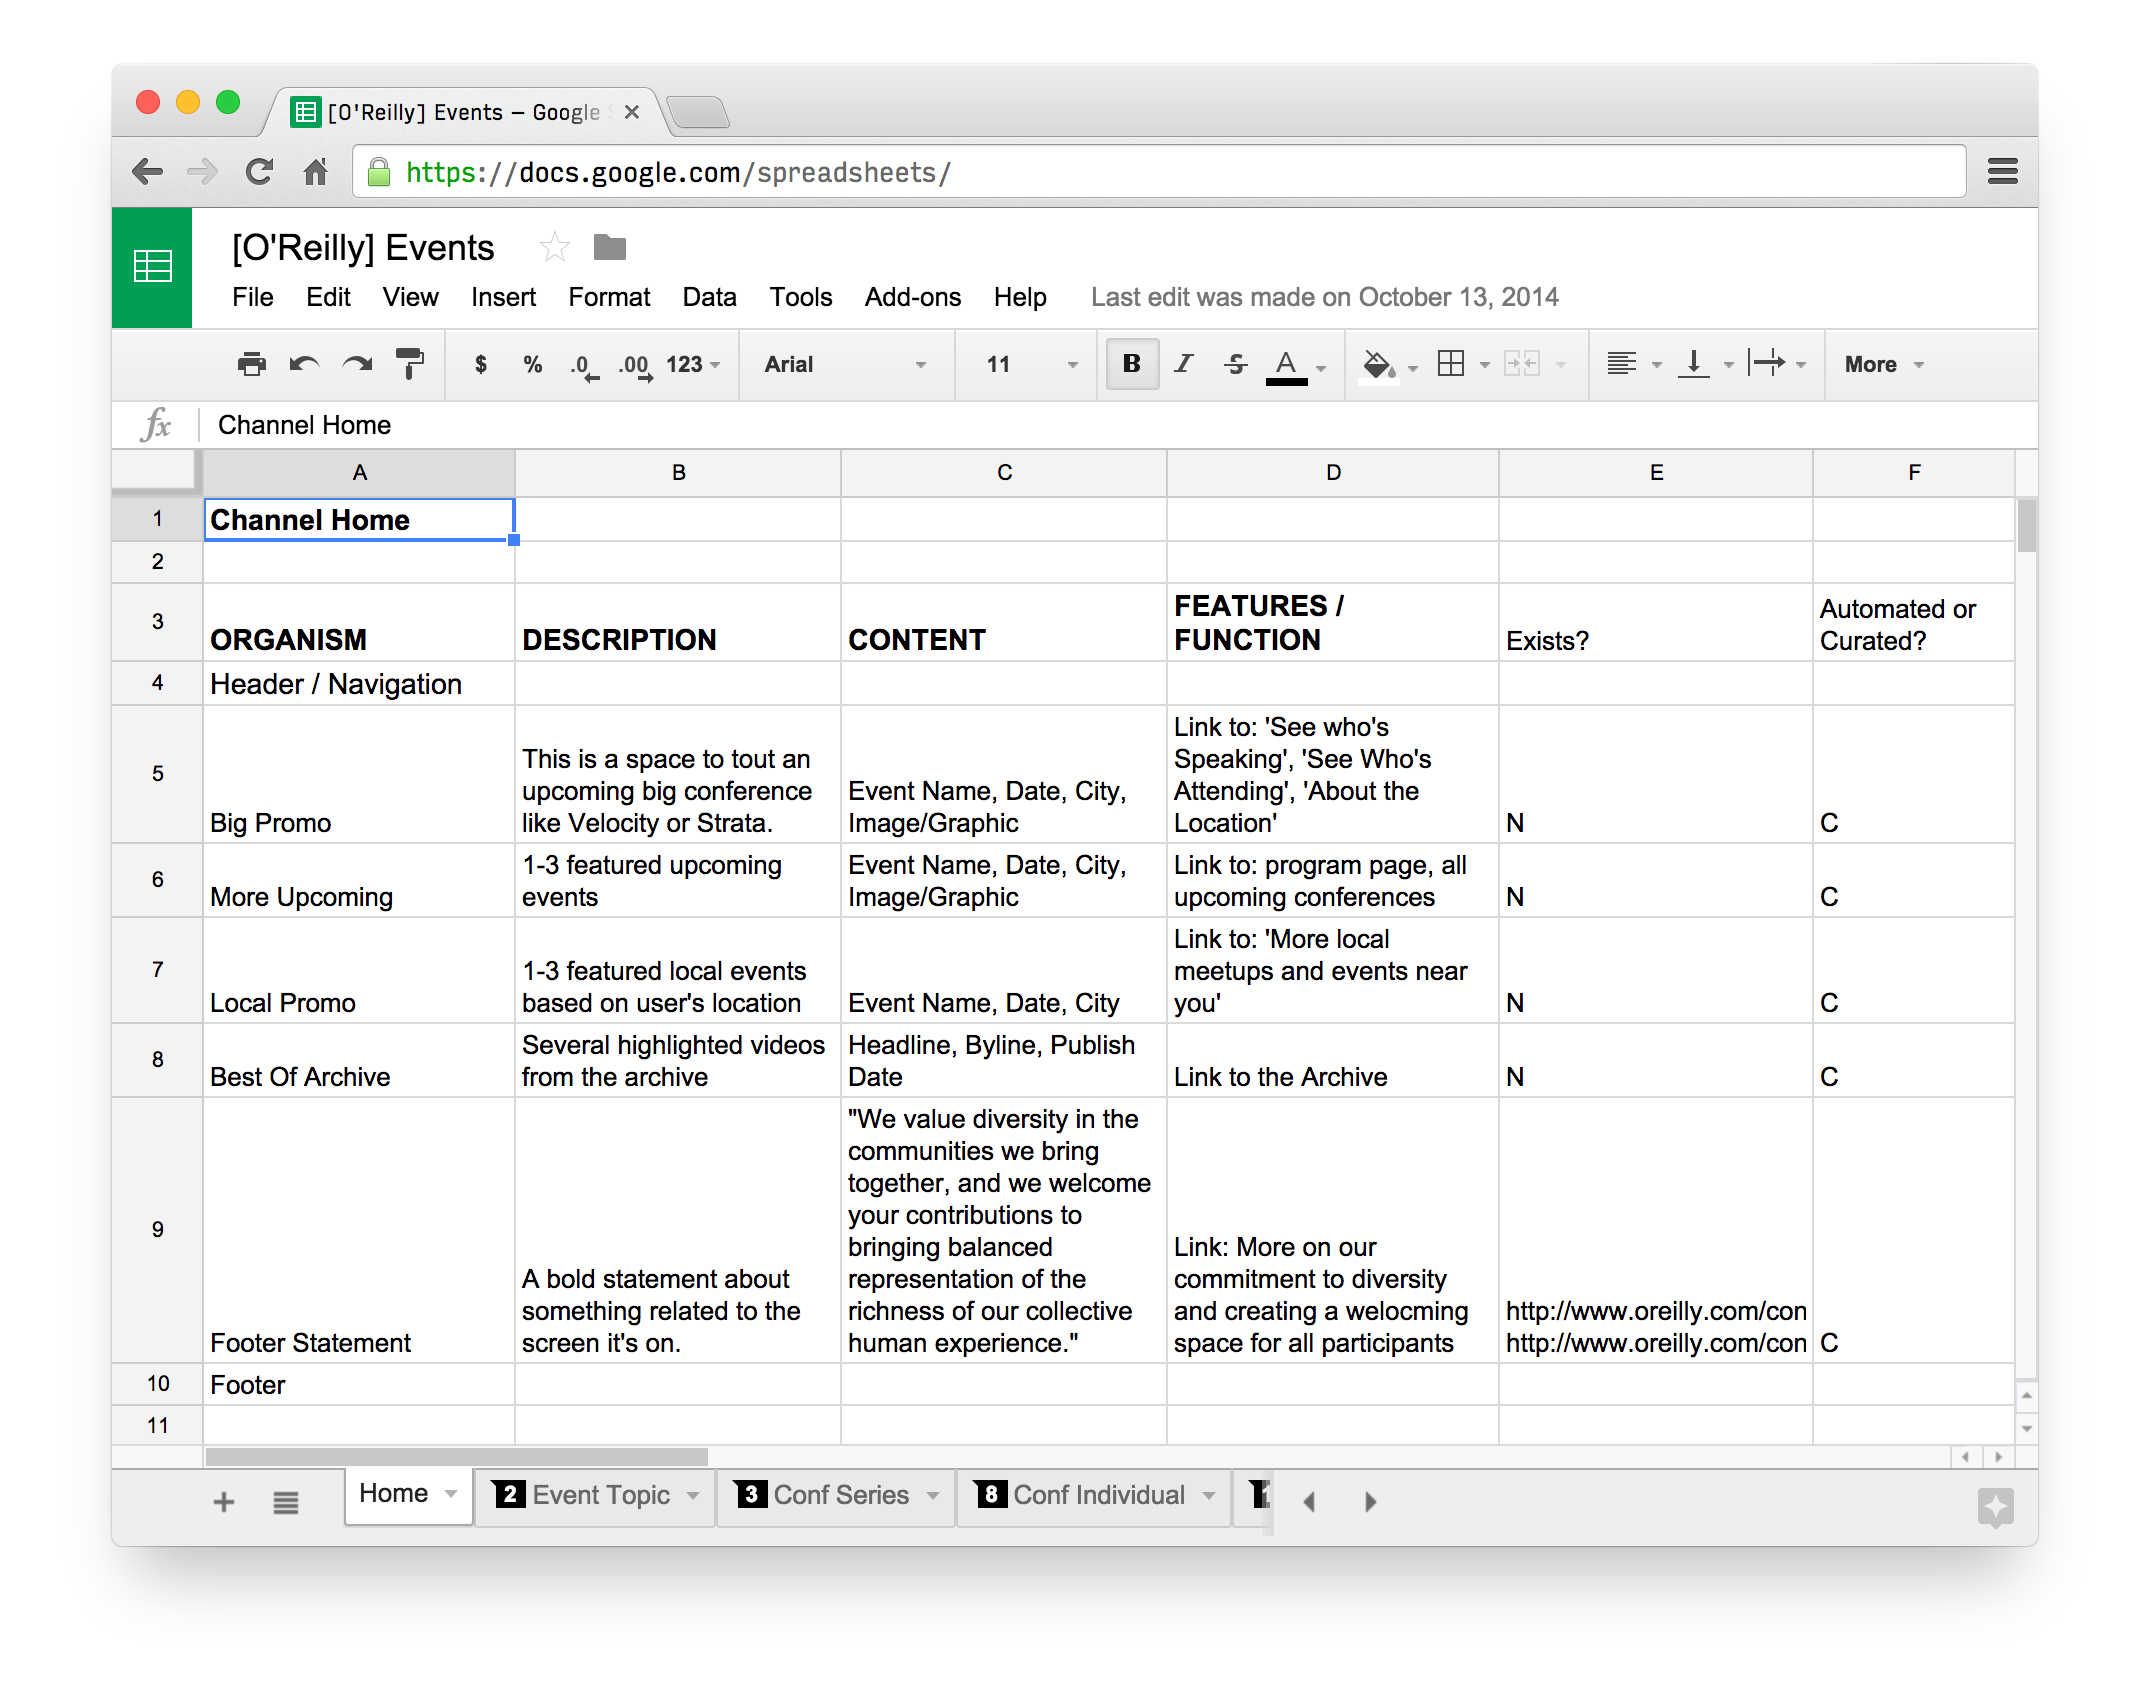 [O'Reilly] Events – Google
https://docs.google.com/spreadsheets/
[O'Reilly] Events
File Edit View Insert Format Data Tools Add-ons Help Last edit was made on October 13, 2014
$ % .0 .00 123 Arial 11 B I S A More
fx Channel Home
A B C D E F
1 Channel Home
2
3 ORGANISM DESCRIPTION CONTENT FEATURES / FUNCTION Exists? Automated or Curated?
4 Header / Navigation
5 Big Promo
This is a space to tout an
upcoming big conference
like Velocity or Strata.
Event Name, Date, City,
Image/Graphic
Link to: 'See who's
Speaking', 'See Who's
Attending', 'About the
Location'
N
C
6 More Upcoming
1-3 featured upcoming
events
Event Name, Date, City,
Image/Graphic
Link to: program page, all
upcoming conferences
N
C
7 Local Promo
1-3 featured local events
based on user's location
Event Name, Date, City
Link to: 'More local
meetups and events near
you'
N
C
8 Best Of Archive
Several highlighted videos
from the archive
Headline, Byline, Publish
Date
Link to the Archive
N
C
9 Footer Statement
A bold statement about
something related to the
screen it's on.
"We value diversity in the
communities we bring
together, and we welcome
your contributions to
bringing balanced
representation of the
richness of our collective
human experience."
Link: More on our
commitment to diversity
and creating a welocming
space for all participants
http://www.oreilly.com/con
http://www.oreilly.com/con
C
10 Footer
11
Home 2 Event Topic 3 Conf Series 8 Conf Individual